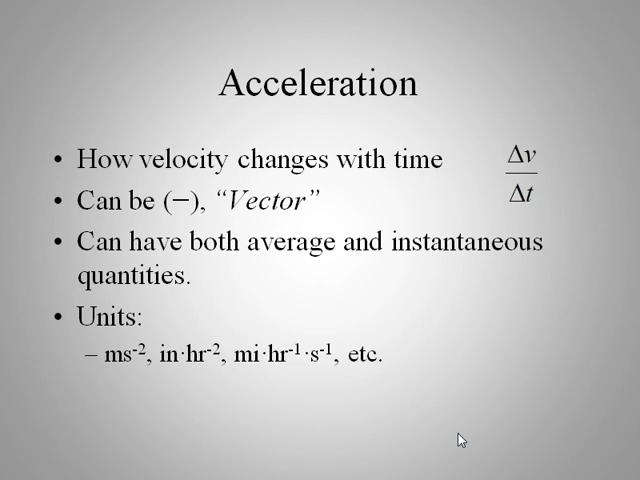 Acceleration
• How velocity changes with time
Δv
Δt
• Can be (−), “Vector”
• Can have both average and instantaneous
quantities.
• Units:
– ms⁻², in·hr⁻², mi·hr⁻¹·s⁻¹, etc.